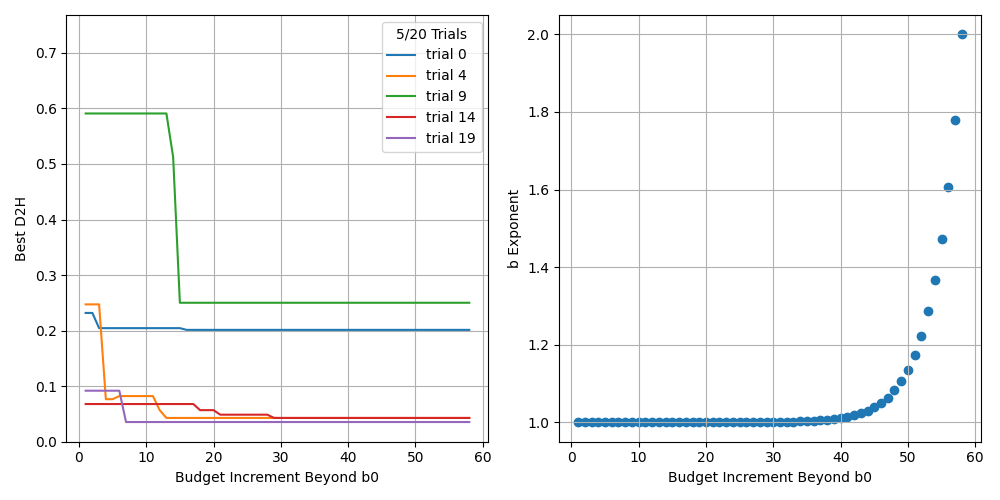 0.7
0.6
0.5
0.4
0.3
0.2
0.1
0.0
Best D2H
0 10 20 30 40 50 60
Budget Increment Beyond b0
5/20 Trials
trial 0
trial 4
trial 9
trial 14
trial 19
2.0
1.8
1.6
1.4
1.2
1.0
b Exponent
0 10 20 30 40 50 60
Budget Increment Beyond b0